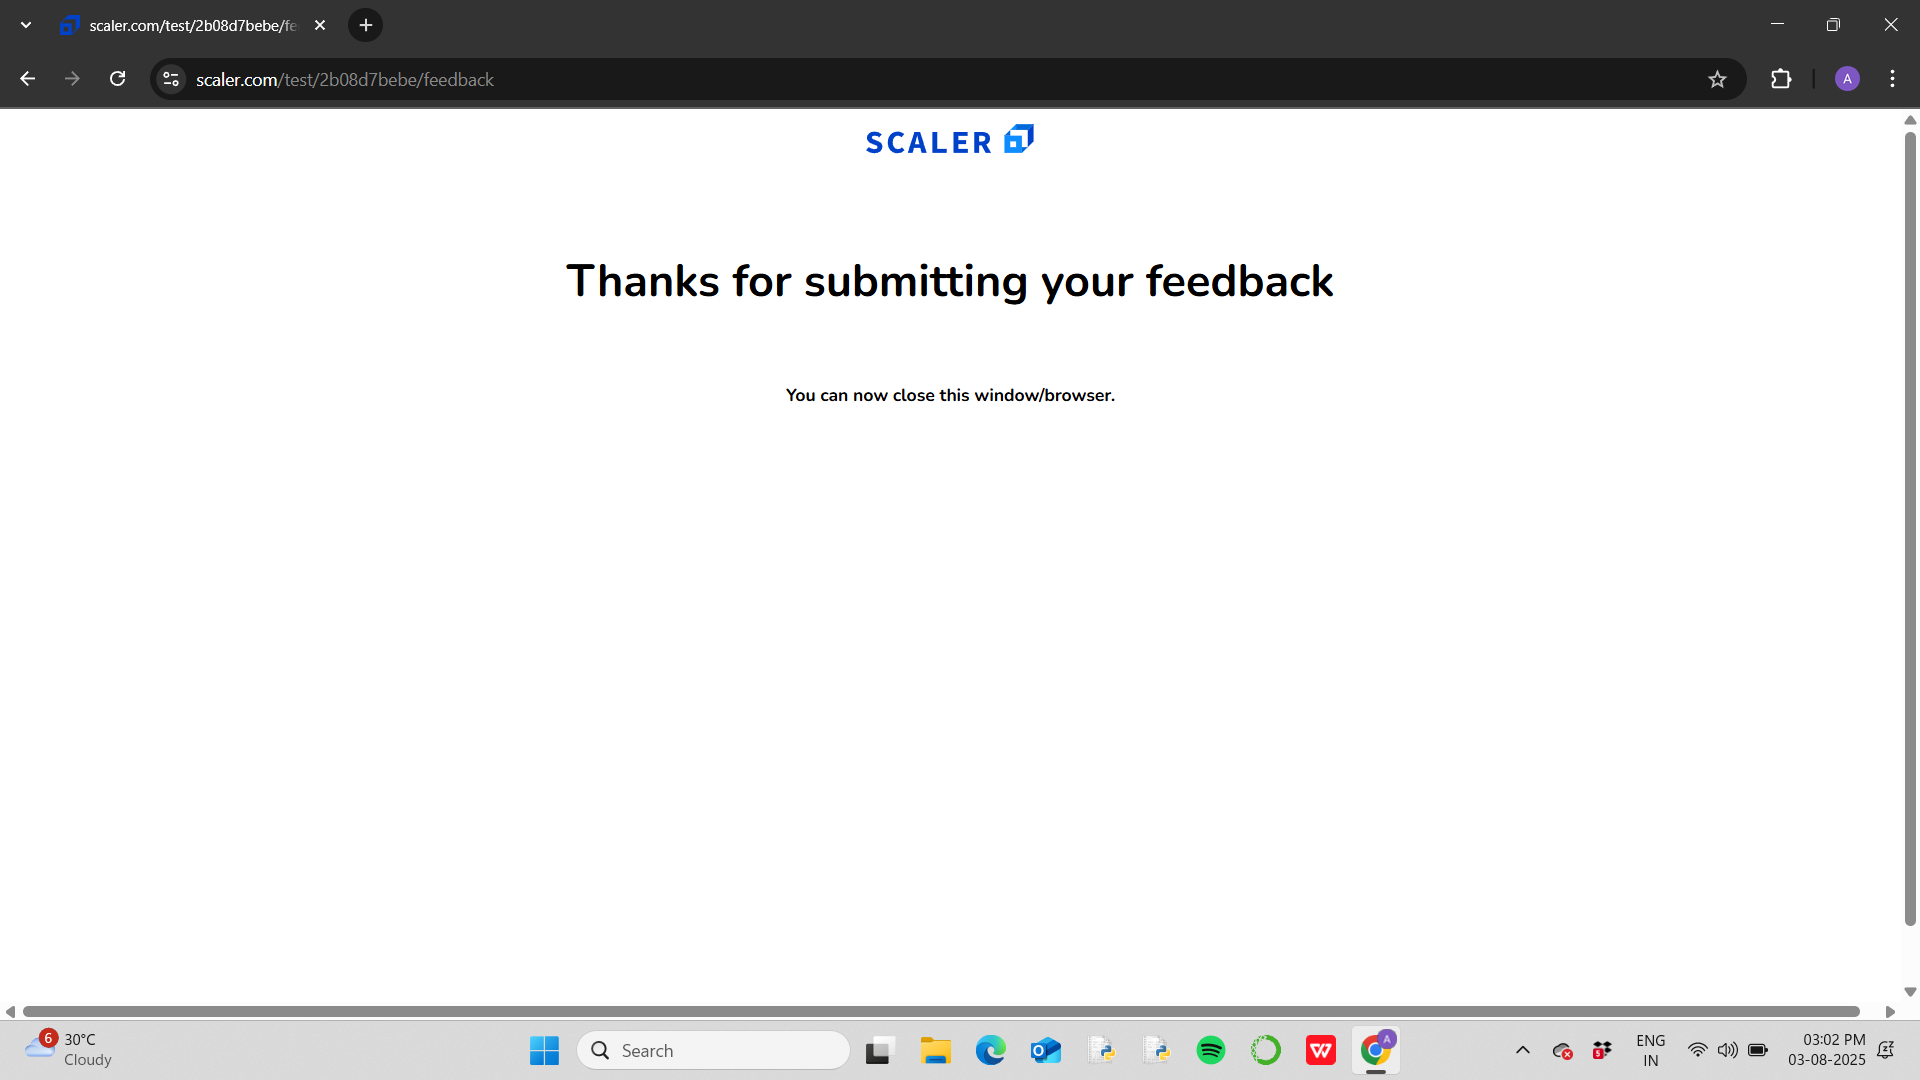 scaler.com/test/2b08d7bebe/fe
scaler.com/test/2b08d7bebe/feedback
A
SCALER
Thanks for submitting your feedback
You can now close this window/browser.
6
30°C
Cloudy
Search
A
5
ENG
IN
03:02 PM
03-08-2025